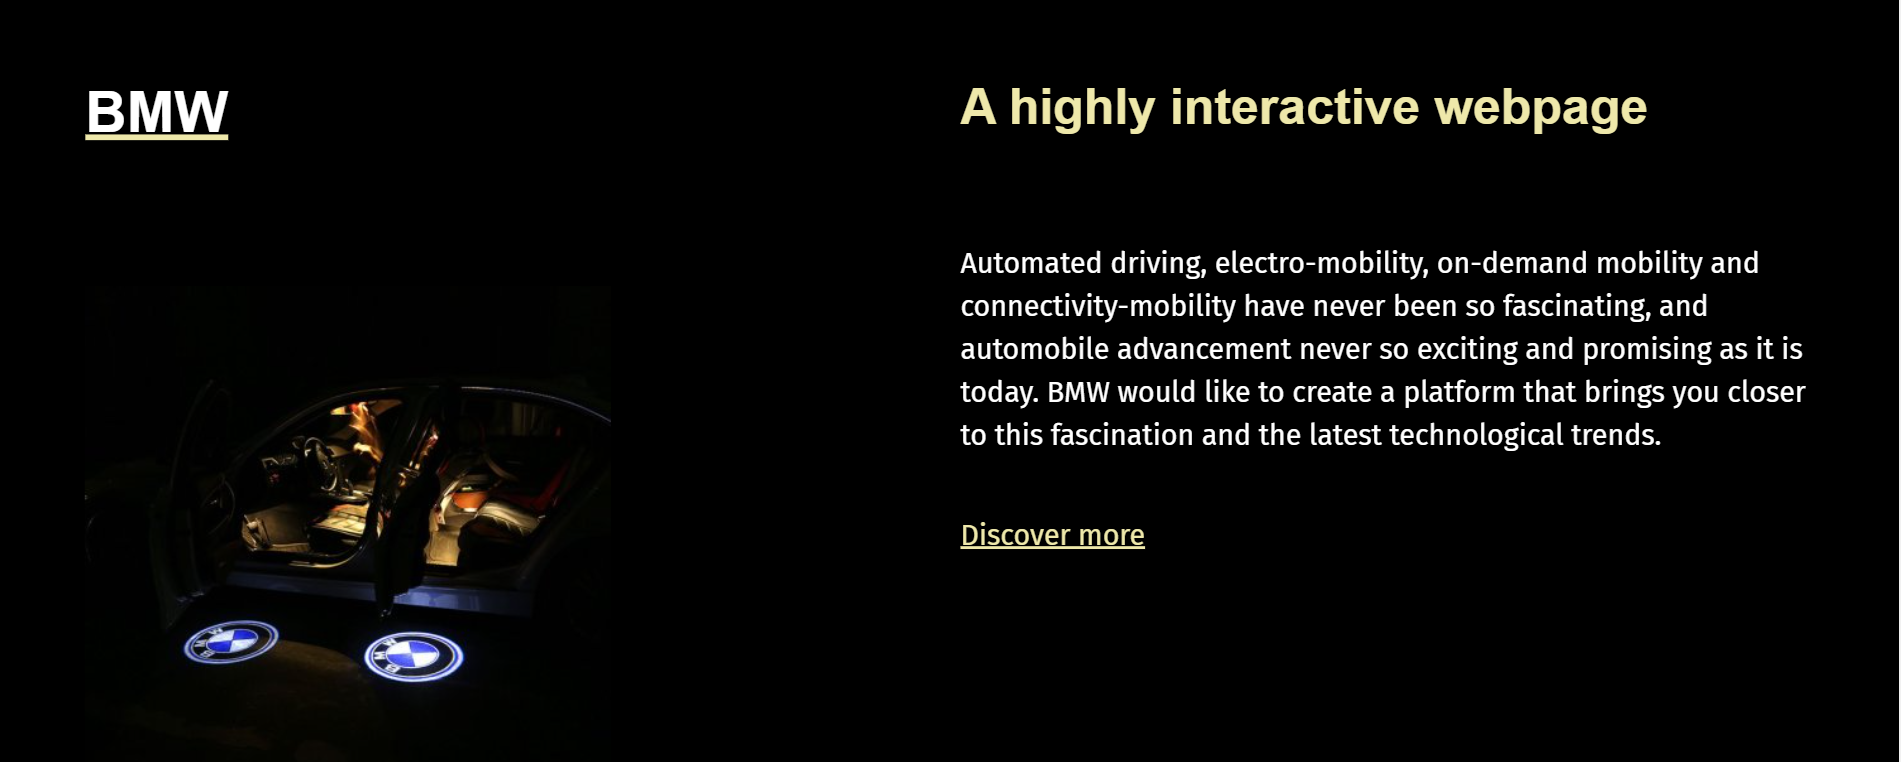 BMW
A highly interactive webpage
Automated driving, electro-mobility, on-demand mobility and
connectivity-mobility have never been so fascinating, and
automobile advancement never so exciting and promising as it is
today. BMW would like to create a platform that brings you closer
to this fascination and the latest technological trends.
Discover more
BMW
BMW